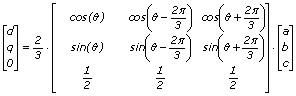 [d q 0] = 2/3 · [cos(ϑ) cos(ϑ − 2π/3) cos(ϑ + 2π/3)
sin(ϑ) sin(ϑ − 2π/3) sin(ϑ + 2π/3)
1/2 1/2 1/2] · [a b c]